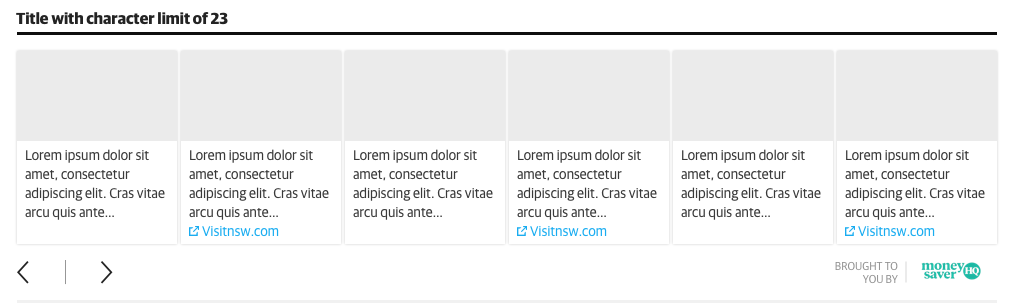 Title with character limit of 23
Lorem ipsum dolor sit
amet, consectetur
adipiscing elit. Cras vitae
arcu quis ante...
Lorem ipsum dolor sit
amet, consectetur
adipiscing elit. Cras vitae
arcu quis ante...
Visitnsw.com
Lorem ipsum dolor sit
amet, consectetur
adipiscing elit. Cras vitae
arcu quis ante...
Lorem ipsum dolor sit
amet, consectetur
adipiscing elit. Cras vitae
arcu quis ante...
Visitnsw.com
Lorem ipsum dolor sit
amet, consectetur
adipiscing elit. Cras vitae
arcu quis ante...
Lorem ipsum dolor sit
amet, consectetur
adipiscing elit. Cras vitae
arcu quis ante...
Visitnsw.com
BROUGHT TO
YOU BY
money
saver HQ